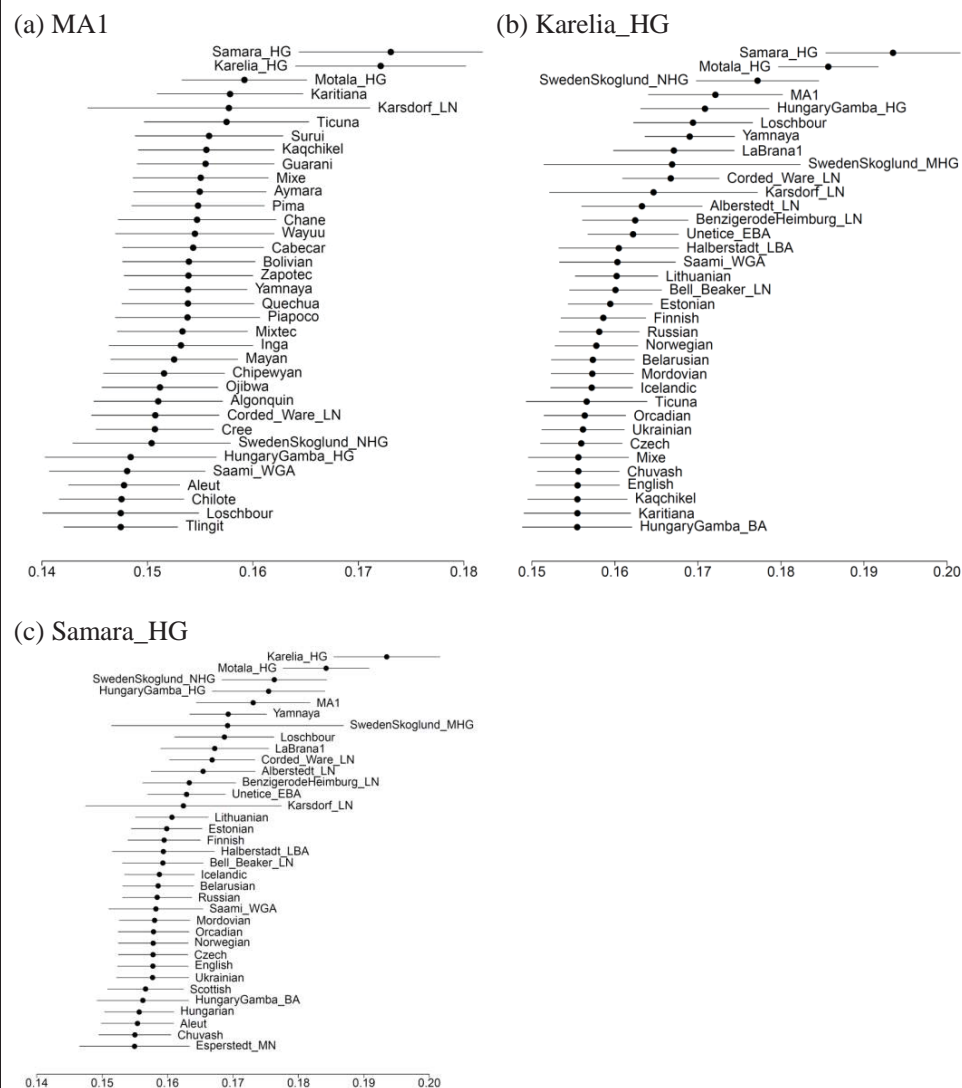 (a) MA1
Samara_HG
Karelia_HG
Motala_HG
Karitiana
Karsdorf_LN
Ticuna
Surui
Kaqchikel
Guarani
Mixe
Aymara
Pima
Chane
Wayuu
Cabecar
Bolivian
Zapotec
Yamnaya
Quechua
Piapoco
Mixtec
Inga
Mayan
Chipewyan
Ojibwa
Algonquin
Corded_Ware_LN
Cree
SwedenSkoglund_NHG
HungaryGamba_HG
Saami_WGA
Aleut
Chilote
Loschbour
Tlingit
0.14 0.15 0.16 0.17 0.18
(b) Karelia_HG
Samara_HG
Motala_HG
SwedenSkoglund_NHG
MA1
HungaryGamba_HG
Loschbour
Yamnaya
LaBrana1
SwedenSkoglund_MHG
Corded_Ware_LN
Karsdorf_LN
Alberstedt_LN
BenzigerodeHeimburg_LN
Unetice_EBA
Halberstadt_LBA
Saami_WGA
Lithuanian
Bell_Beaker_LN
Estonian
Finnish
Russian
Norwegian
Belarusian
Mordovian
Icelandic
Ticuna
Orcadian
Ukrainian
Czech
Mixe
Chuvash
English
Kaqchikel
Karitiana
HungaryGamba_BA
0.15 0.16 0.17 0.18 0.19 0.20
(c) Samara_HG
Karelia_HG
Motala_HG
SwedenSkoglund_NHG
HungaryGamba_HG
MA1
Yamnaya
SwedenSkoglund_MHG
Loschbour
LaBrana1
Corded_Ware_LN
Alberstedt_LN
BenzigerodeHeimburg_LN
Unetice_EBA
Karsdorf_LN
Lithuanian
Estonian
Finnish
Halberstadt_LBA
Bell_Beaker_LN
Icelandic
Belarusian
Russian
Saami_WGA
Mordovian
Orcadian
Norwegian
Czech
English
Ukrainian
Scottish
HungaryGamba_BA
Hungarian
Aleut
Chuvash
Esperstedt_MN
0.14 0.15 0.16 0.17 0.18 0.19 0.20